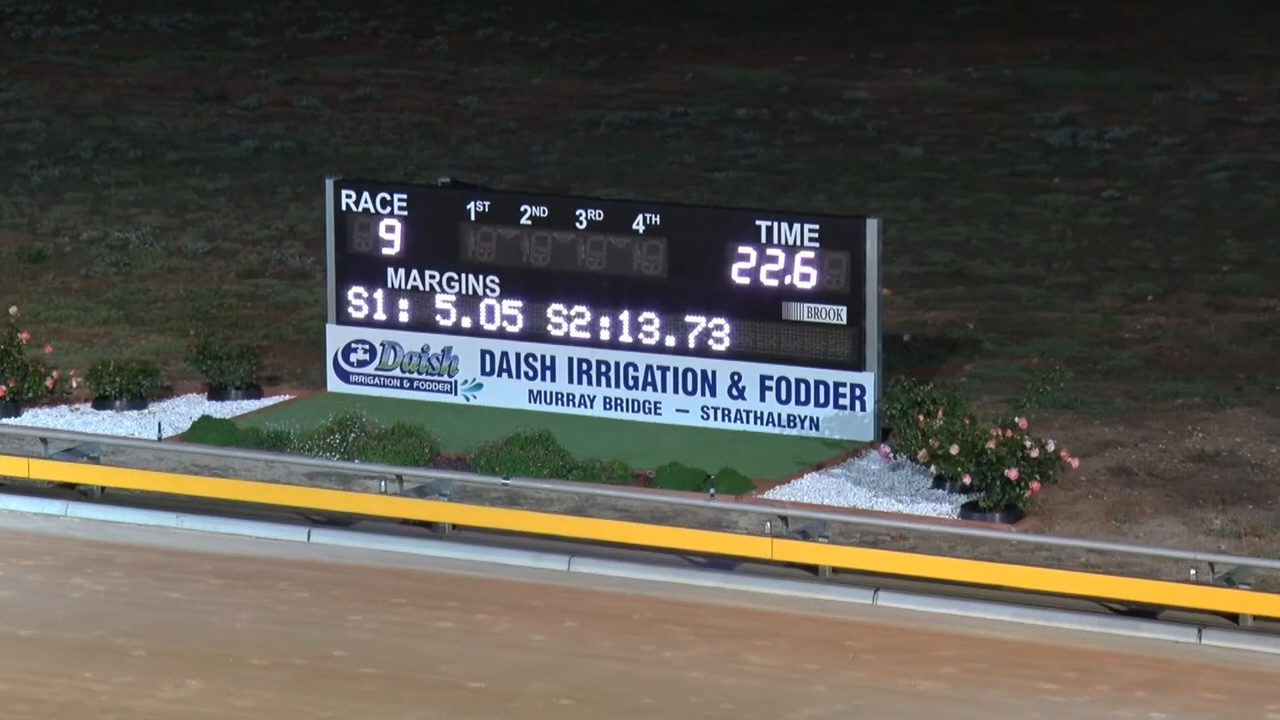 RACE 1ST 2ND 3RD 4TH TIME
9 22.6
MARGINS
BROOK
S1: 5.05 S2:13.73
Daish
IRRIGATION & FODDER
DAISH IRRIGATION & FODDER
MURRAY BRIDGE — STRATHALBYN